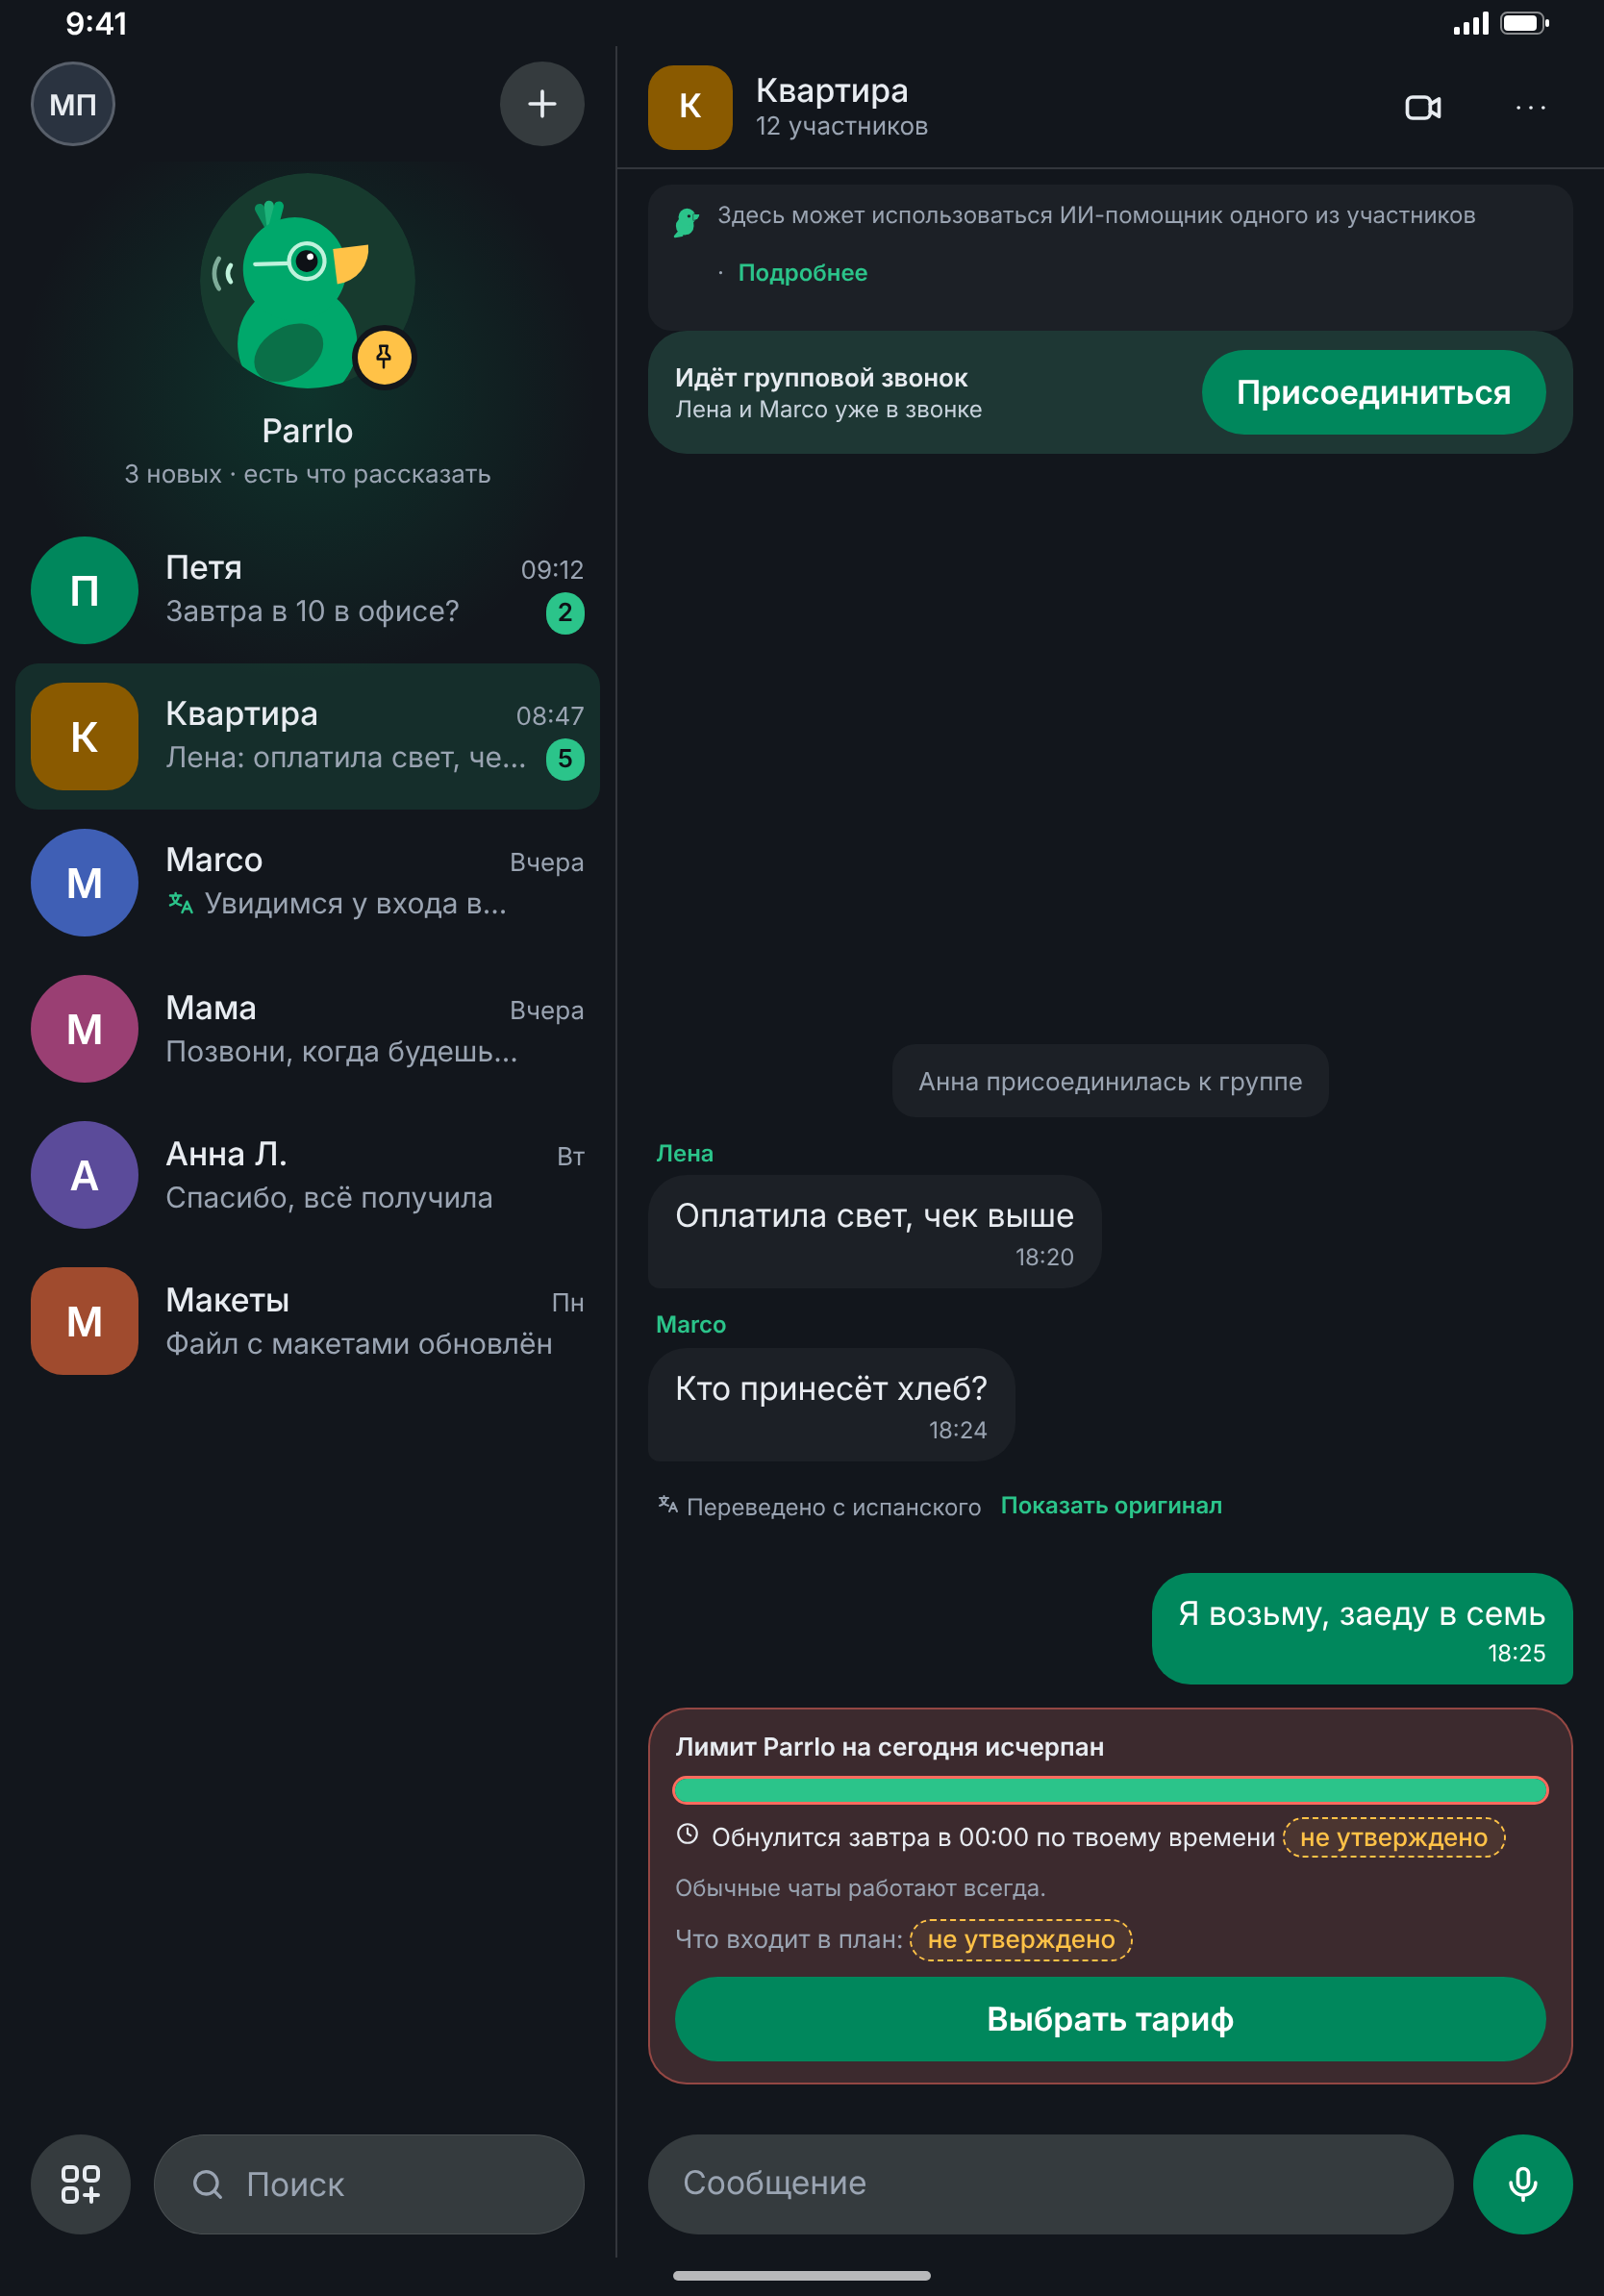 9:41
МП
Parrlo
3 новых · есть что рассказать
П
Петя
09:12
Завтра в 10 в офисе?
2
К
Квартира
08:47
Лена: оплатила свет, че...
5
M
Marco
Вчера
Увидимся у входа в...
М
Мама
Вчера
Позвони, когда будешь...
А
Анна Л.
Вт
Спасибо, всё получила
М
Макеты
Пн
Файл с макетами обновлён
Поиск
К
Квартира
12 участников
Здесь может использоваться ИИ-помощник одного из участников
· Подробнее
Идёт групповой звонок
Лена и Marco уже в звонке
Присоединиться
Анна присоединилась к группе
Лена
Оплатила свет, чек выше
18:20
Marco
Кто принесёт хлеб?
18:24
Переведено с испанского Показать оригинал
Я возьму, заеду в семь
18:25
Лимит Parrlo на сегодня исчерпан
Обнулится завтра в 00:00 по твоему времени не утверждено
Обычные чаты работают всегда.
Что входит в план: не утверждено
Выбрать тариф
Сообщение